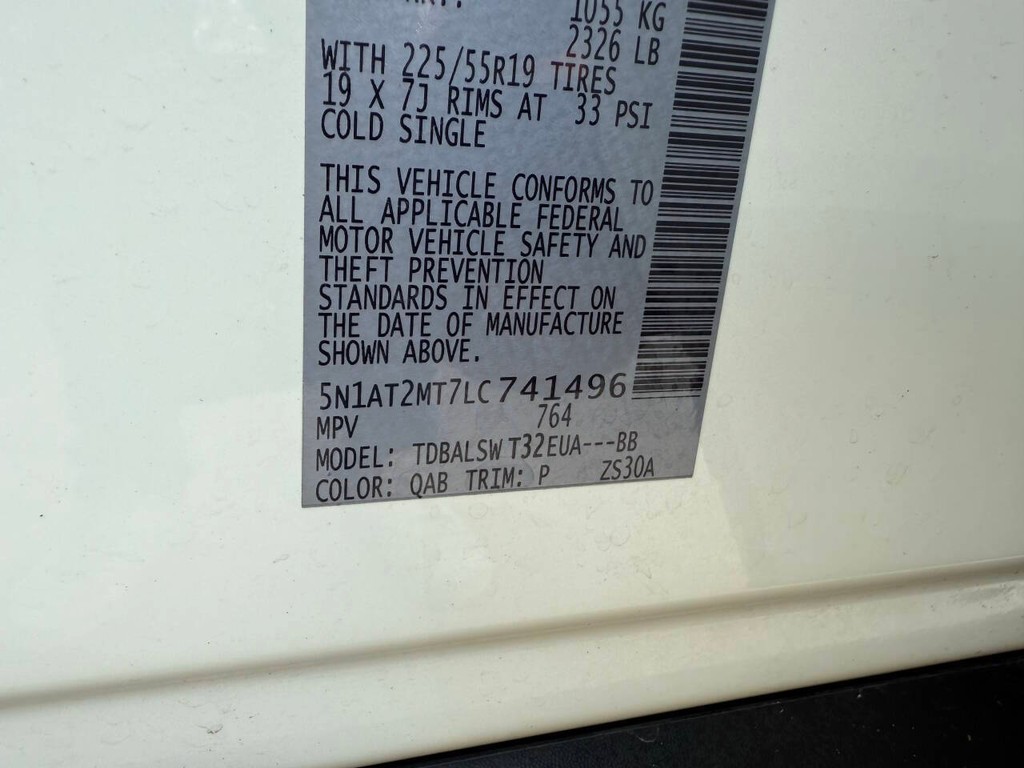 1055 KG
2326 LB
WITH 225/55R19 TIRES
19 X 7J RIMS AT 33 PSI
COLD SINGLE
THIS VEHICLE CONFORMS TO
ALL APPLICABLE FEDERAL
MOTOR VEHICLE SAFETY AND
THEFT PREVENTION
STANDARDS IN EFFECT ON
THE DATE OF MANUFACTURE
SHOWN ABOVE.
5N1AT2MT7LC741496
MPV 764
MODEL: TDBALSW T32EUA---BB
COLOR: QAB TRIM: P ZS30A